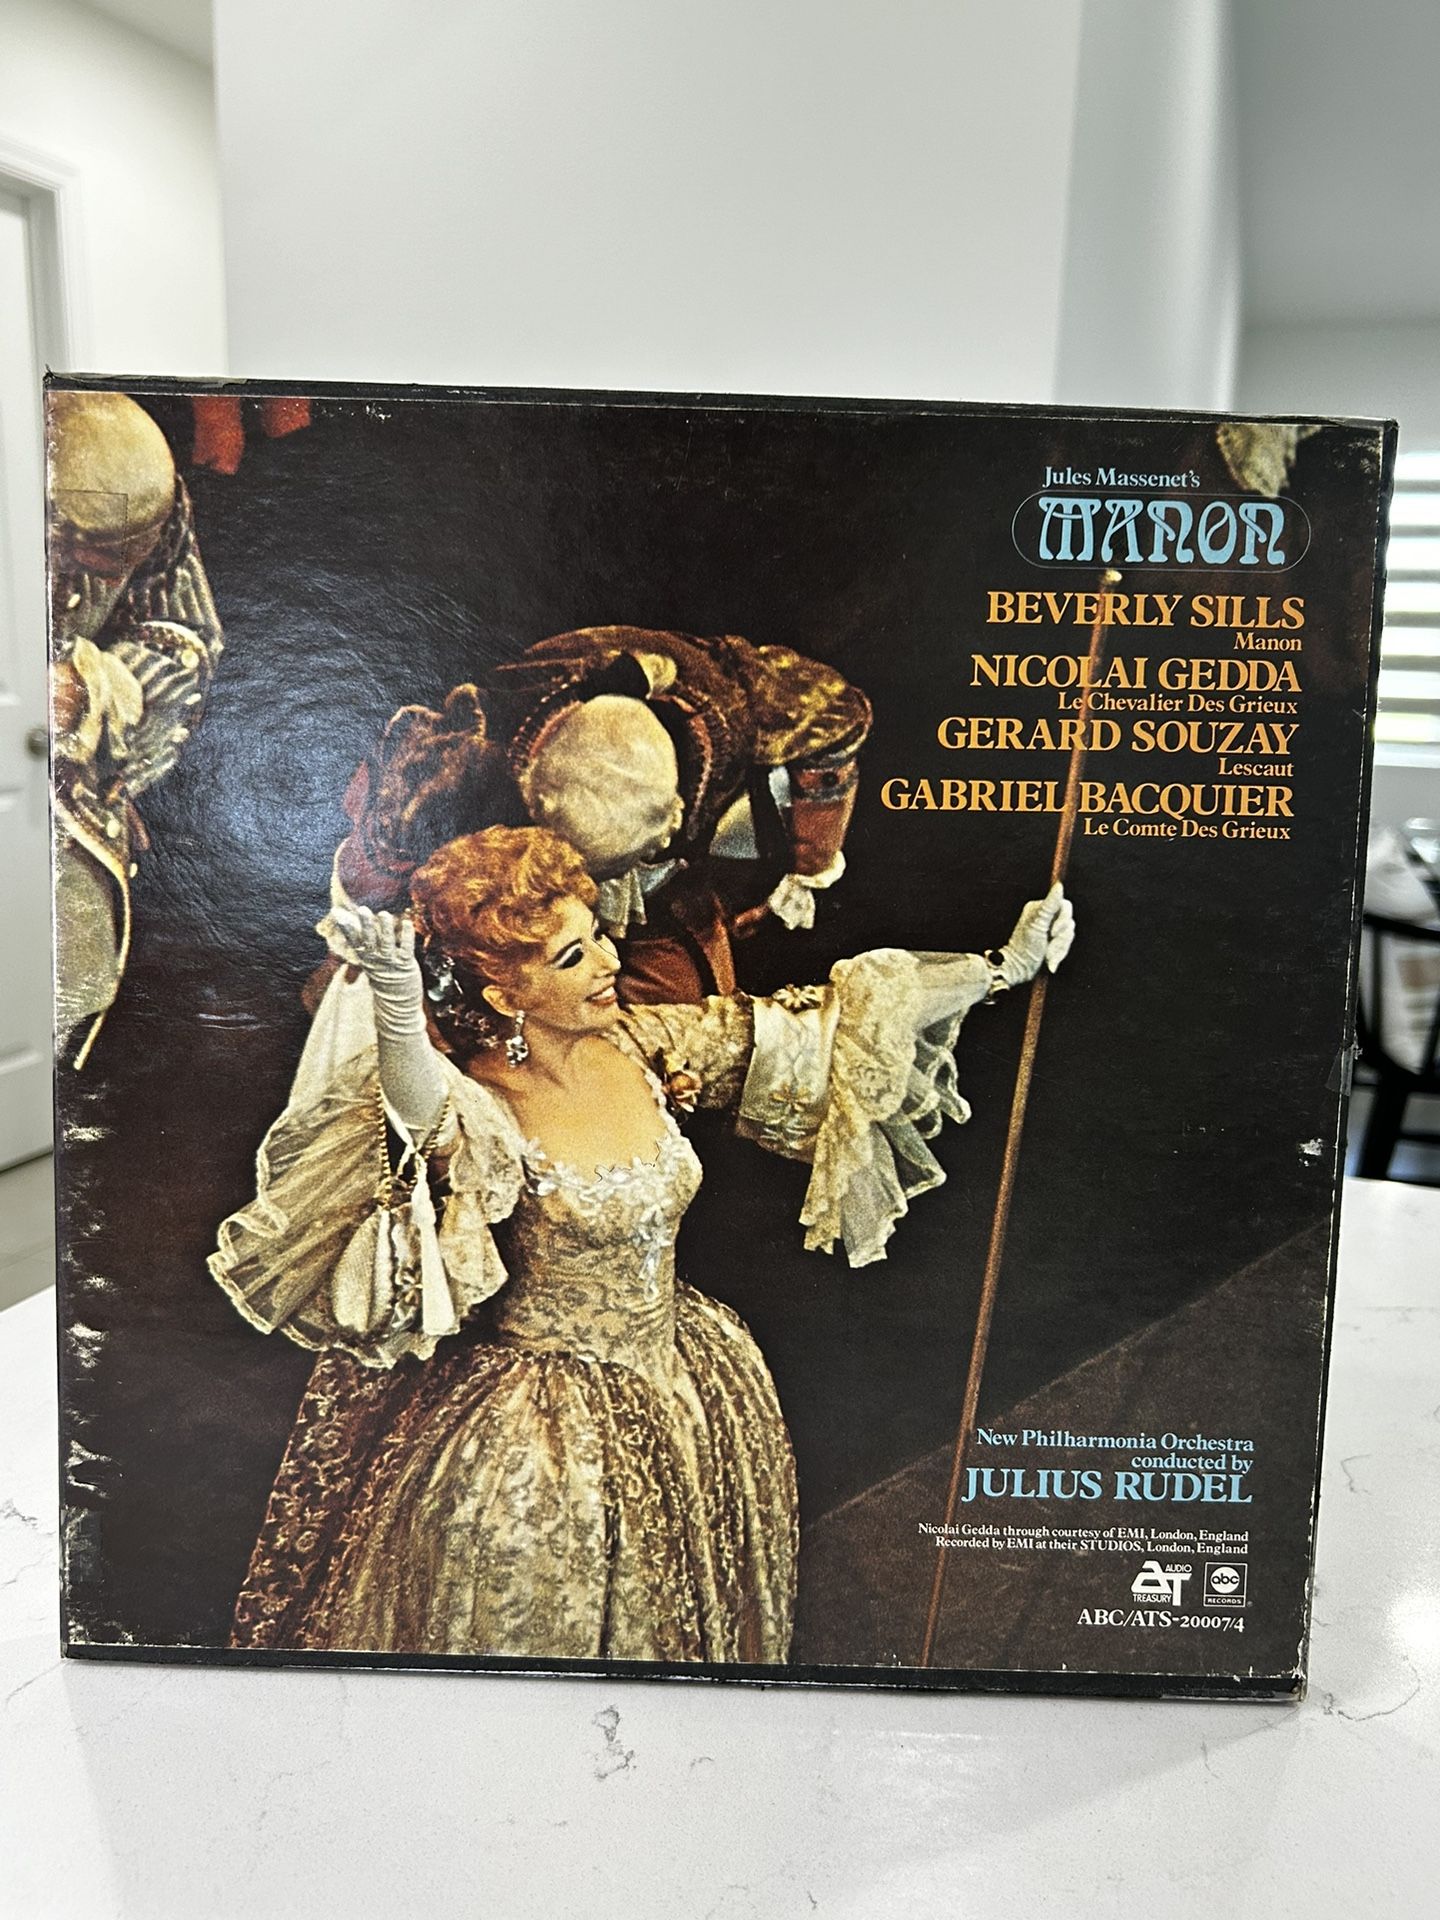 Jules Massenet's
MANON
BEVERLY SILLS
Manon
NICOLAI GEDDA
Le Chevalier Des Grieux
GERARD SOUZAY
Lescaut
GABRIEL BACQUIER
Le Comte Des Grieux
New Philharmonia Orchestra
conducted by
JULIUS RUDEL
Nicolai Gedda through courtesy of EMI, London, England
Recorded by EMI at their STUDIOS, London, England
AT AUDIO TREASURY
abc RECORDS
ABC/ATS-20007/4